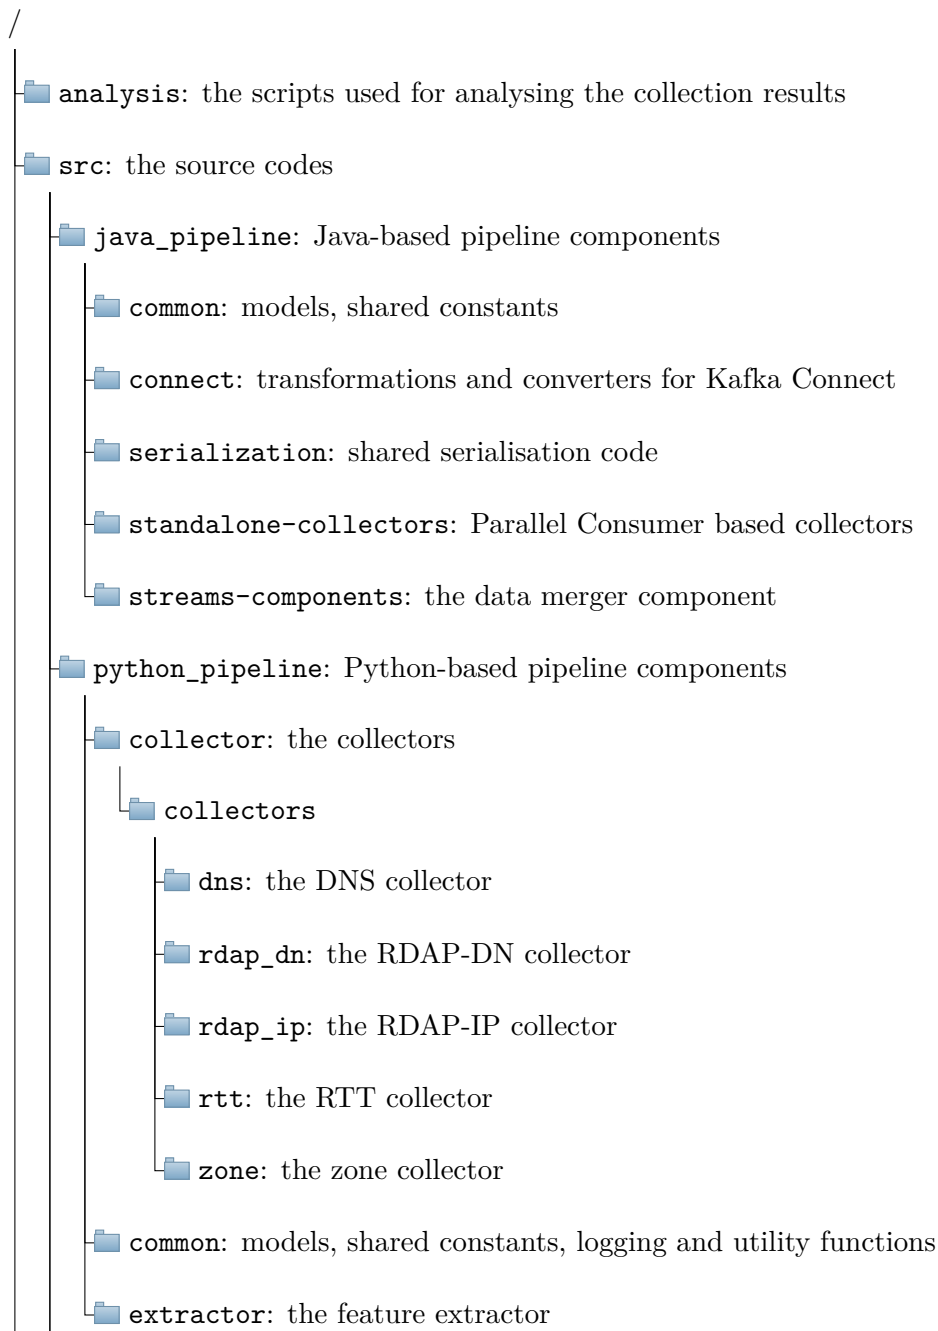 /
analysis: the scripts used for analysing the collection results
src: the source codes
java_pipeline: Java-based pipeline components
common: models, shared constants
connect: transformations and converters for Kafka Connect
serialization: shared serialisation code
standalone-collectors: Parallel Consumer based collectors
streams-components: the data merger component
python_pipeline: Python-based pipeline components
collector: the collectors
collectors
dns: the DNS collector
rdap_dn: the RDAP-DN collector
rdap_ip: the RDAP-IP collector
rtt: the RTT collector
zone: the zone collector
common: models, shared constants, logging and utility functions
extractor: the feature extractor